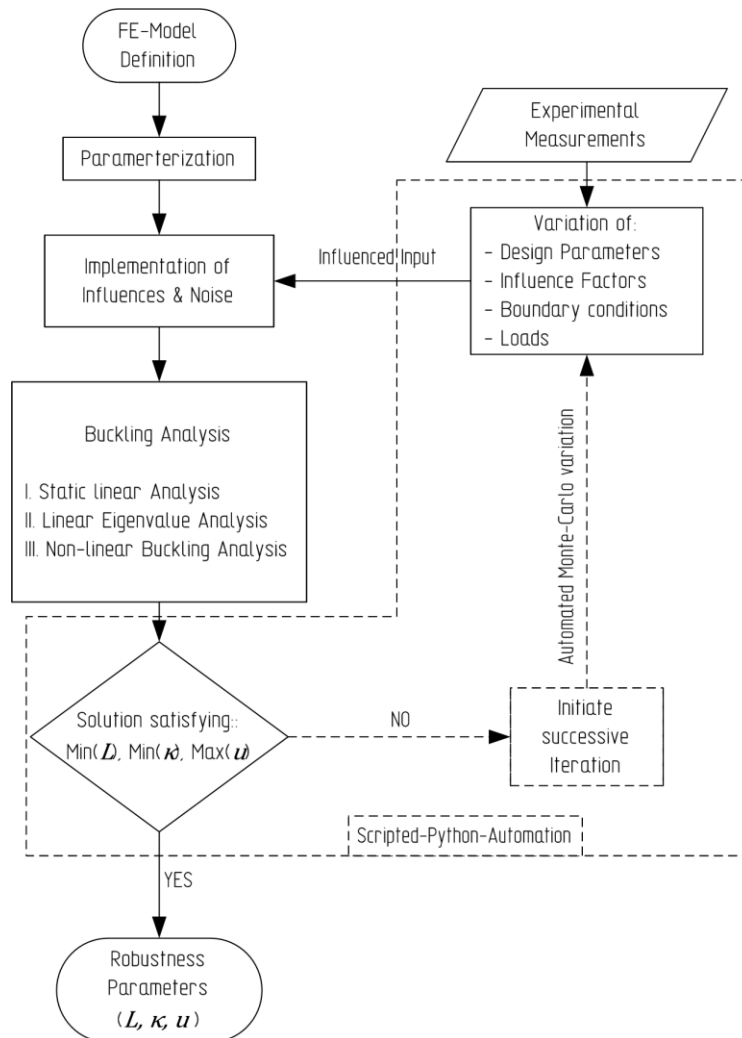 FE-Model
Definition
Experimental
Measurements
Paramerterization
Variation of:
- Design Parameters
- Influence Factors
- Boundary conditions
- Loads
Influenced Input
Implementation of
Influences & Noise
Buckling Analysis
I. Static linear Analysis
II. Linear Eigenvalue Analysis
III. Non-linear Buckling Analysis
Automated Monte-Carlo variation
Solution satisfying::
Min(L), Min(κ), Max(u)
NO
Initiate
successive
Iteration
Scripted-Python-Automation
YES
Robustness
Parameters
(L, κ, u)